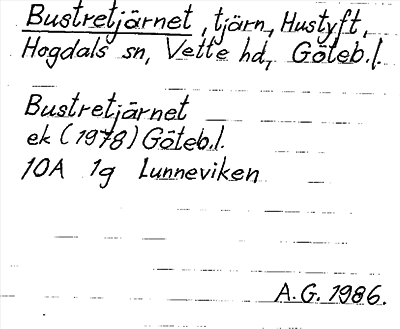 Bustretjärnet, tjärn, Hustyft,
Hogdals sn, Vette hd, Göteb.l.
Bustretjärnet
ek (1978) Göteb.l.
10A 1g Lunneviken
A.G. 1986.